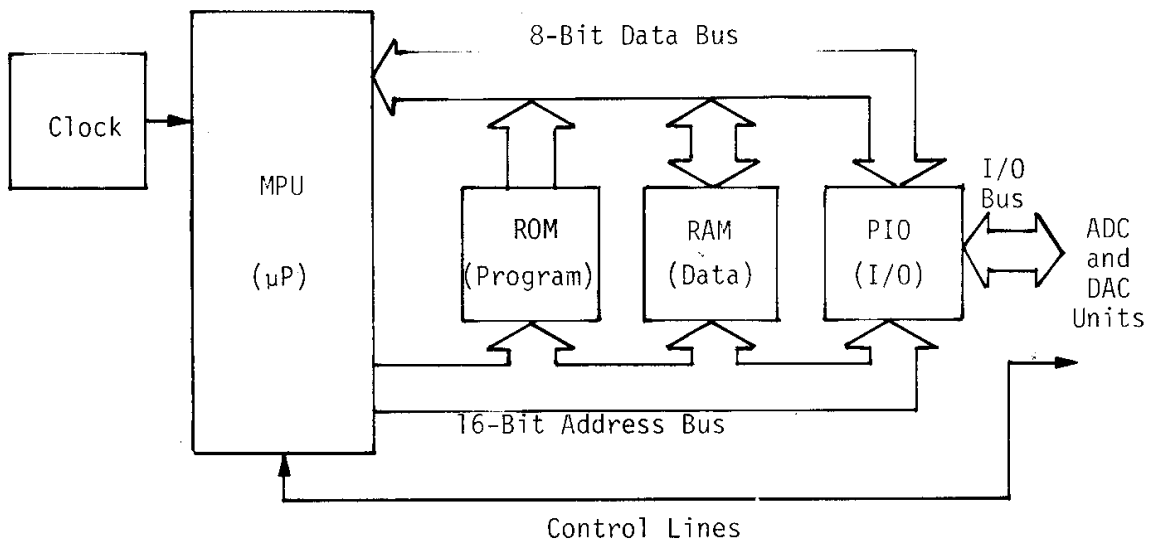 8-Bit Data Bus
Clock
MPU
(µP)
ROM
(Program)
RAM
(Data)
PIO
(I/O)
I/O
Bus
ADC
and
DAC
Units
16-Bit Address Bus
Control Lines